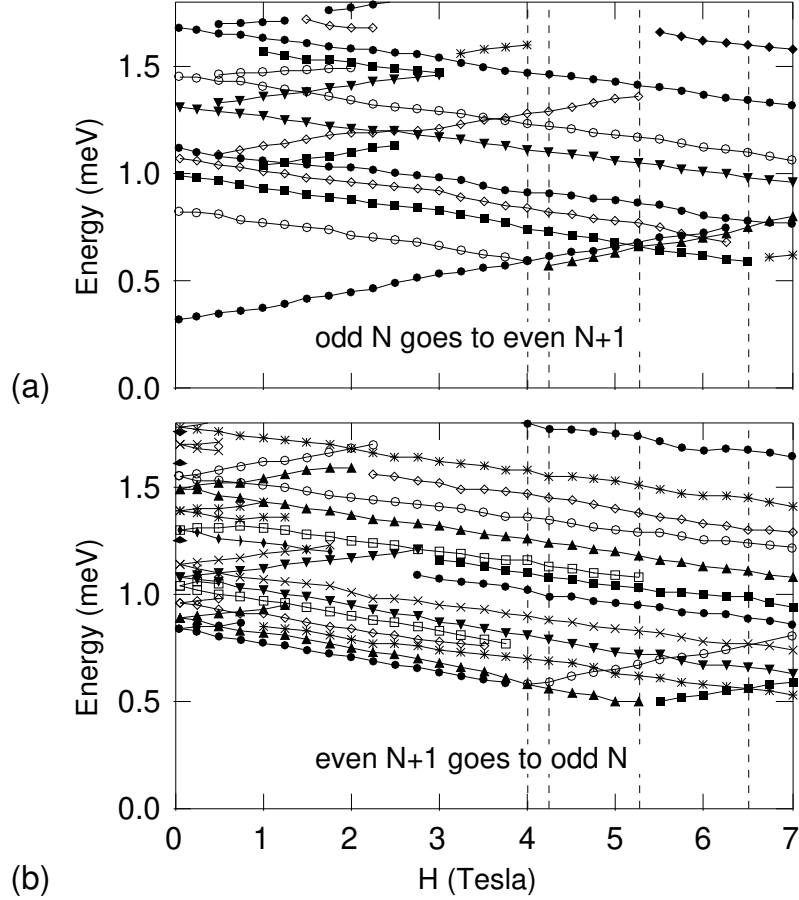 1.5
1.0
0.5
0.0
Energy (meV)
odd N goes to even N+1
(a)
1.5
1.0
0.5
0.0
Energy (meV)
even N+1 goes to odd N
0 1 2 3 4 5 6 7
H (Tesla)
(b)